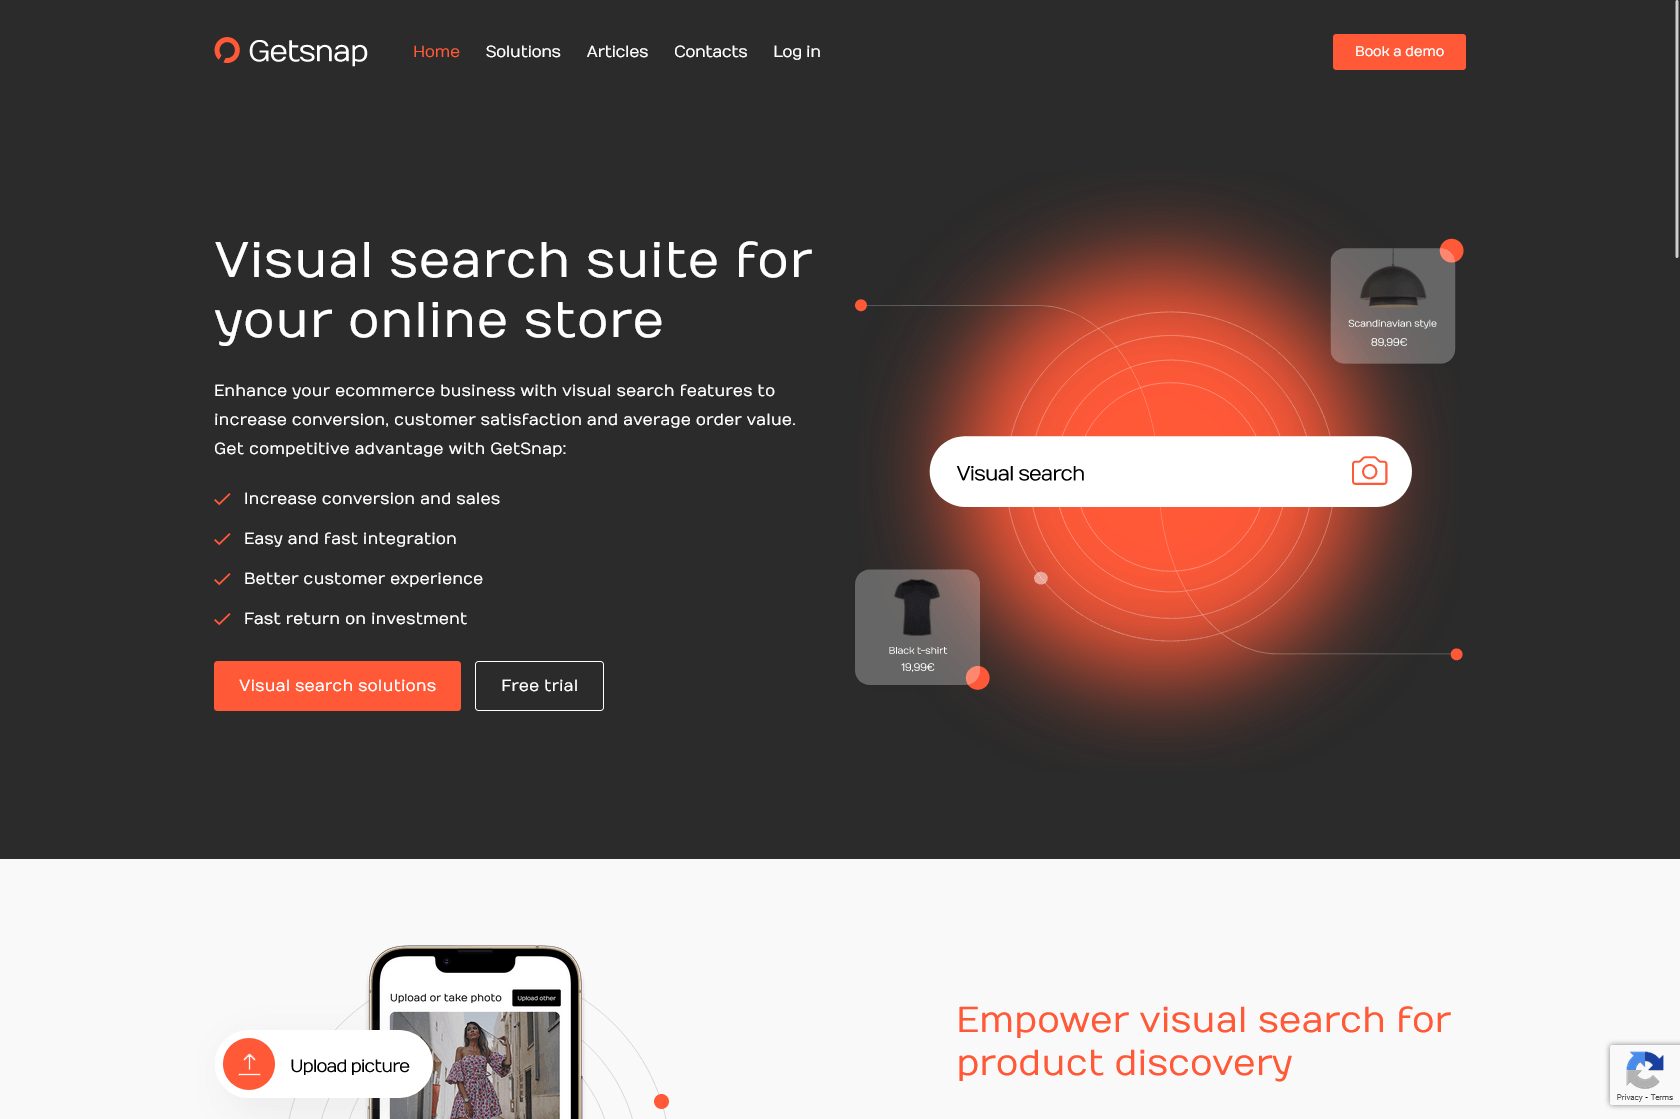 Getsnap
Home
Solutions
Articles
Contacts
Log in
Book a demo
Visual search suite for
your online store
Enhance your ecommerce business with visual search features to
increase conversion, customer satisfaction and average order value.
Get competitive advantage with GetSnap:
Increase conversion and sales
Easy and fast integration
Better customer experience
Fast return on investment
Visual search solutions
Free trial
Scandinavian style
89,99€
Visual search
Black t-shirt
19,99€
Upload or take photo
Upload other
Upload picture
Empower visual search for
product discovery
Privacy - Terms